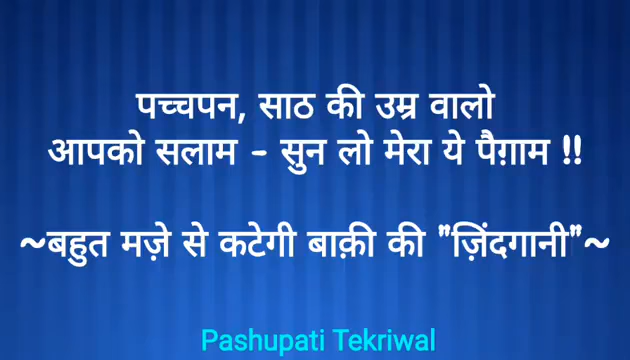 पच्चपन, साठ की उम्र वालो
आपको सलाम - सुन लो मेरा ये पैग़ाम !!
~बहुत मज़े से कटेगी बाक़ी की "ज़िंदगानी"~
Pashupati Tekriwal